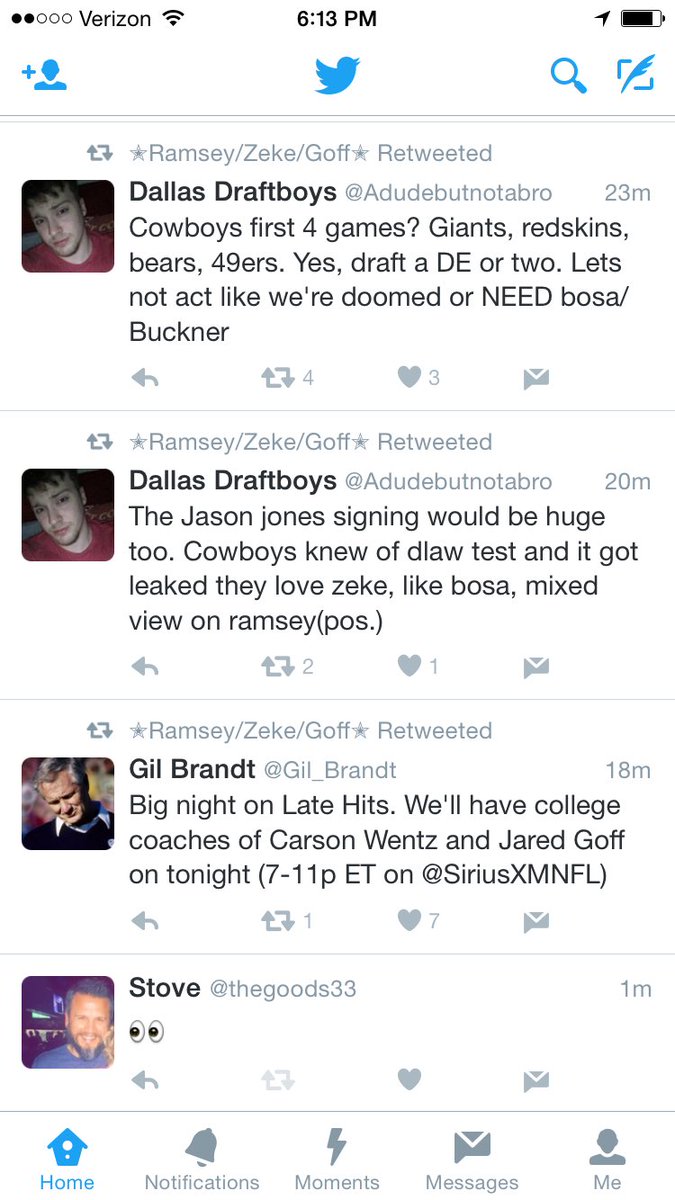 Verizon 6:13 PM
✭Ramsey/Zeke/Goff✭ Retweeted
Dallas Draftboys @Adudebutnotabro 23m
Cowboys first 4 games? Giants, redskins,
bears, 49ers. Yes, draft a DE or two. Lets
not act like we're doomed or NEED bosa/
Buckner
4 3
✭Ramsey/Zeke/Goff✭ Retweeted
Dallas Draftboys @Adudebutnotabro 20m
The Jason jones signing would be huge
too. Cowboys knew of dlaw test and it got
leaked they love zeke, like bosa, mixed
view on ramsey(pos.)
2 1
✭Ramsey/Zeke/Goff✭ Retweeted
Gil Brandt @Gil_Brandt 18m
Big night on Late Hits. We'll have college
coaches of Carson Wentz and Jared Goff
on tonight (7-11p ET on @SiriusXMNFL)
1 7
Stove @thegoods33 1m
👀
Home Notifications Moments Messages Me